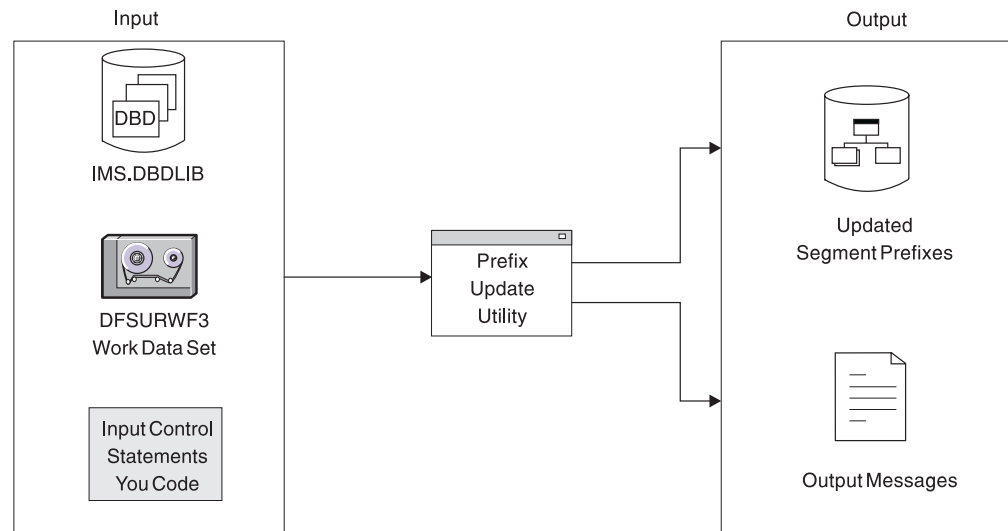 Input
DBD
IMS.DBDLIB
DFSURWF3
Work Data Set
Input Control
Statements
You Code
Prefix
Update
Utility
Output
Updated
Segment Prefixes
Output Messages